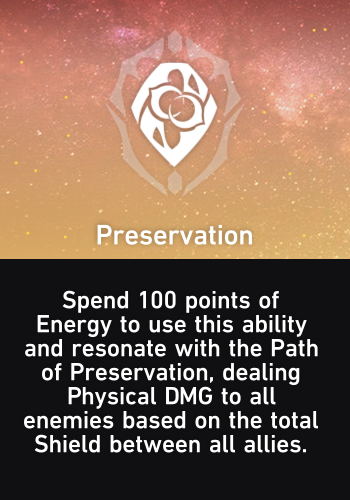 Preservation
Spend 100 points of
Energy to use this ability
and resonate with the Path
of Preservation, dealing
Physical DMG to all
enemies based on the total
Shield between all allies.